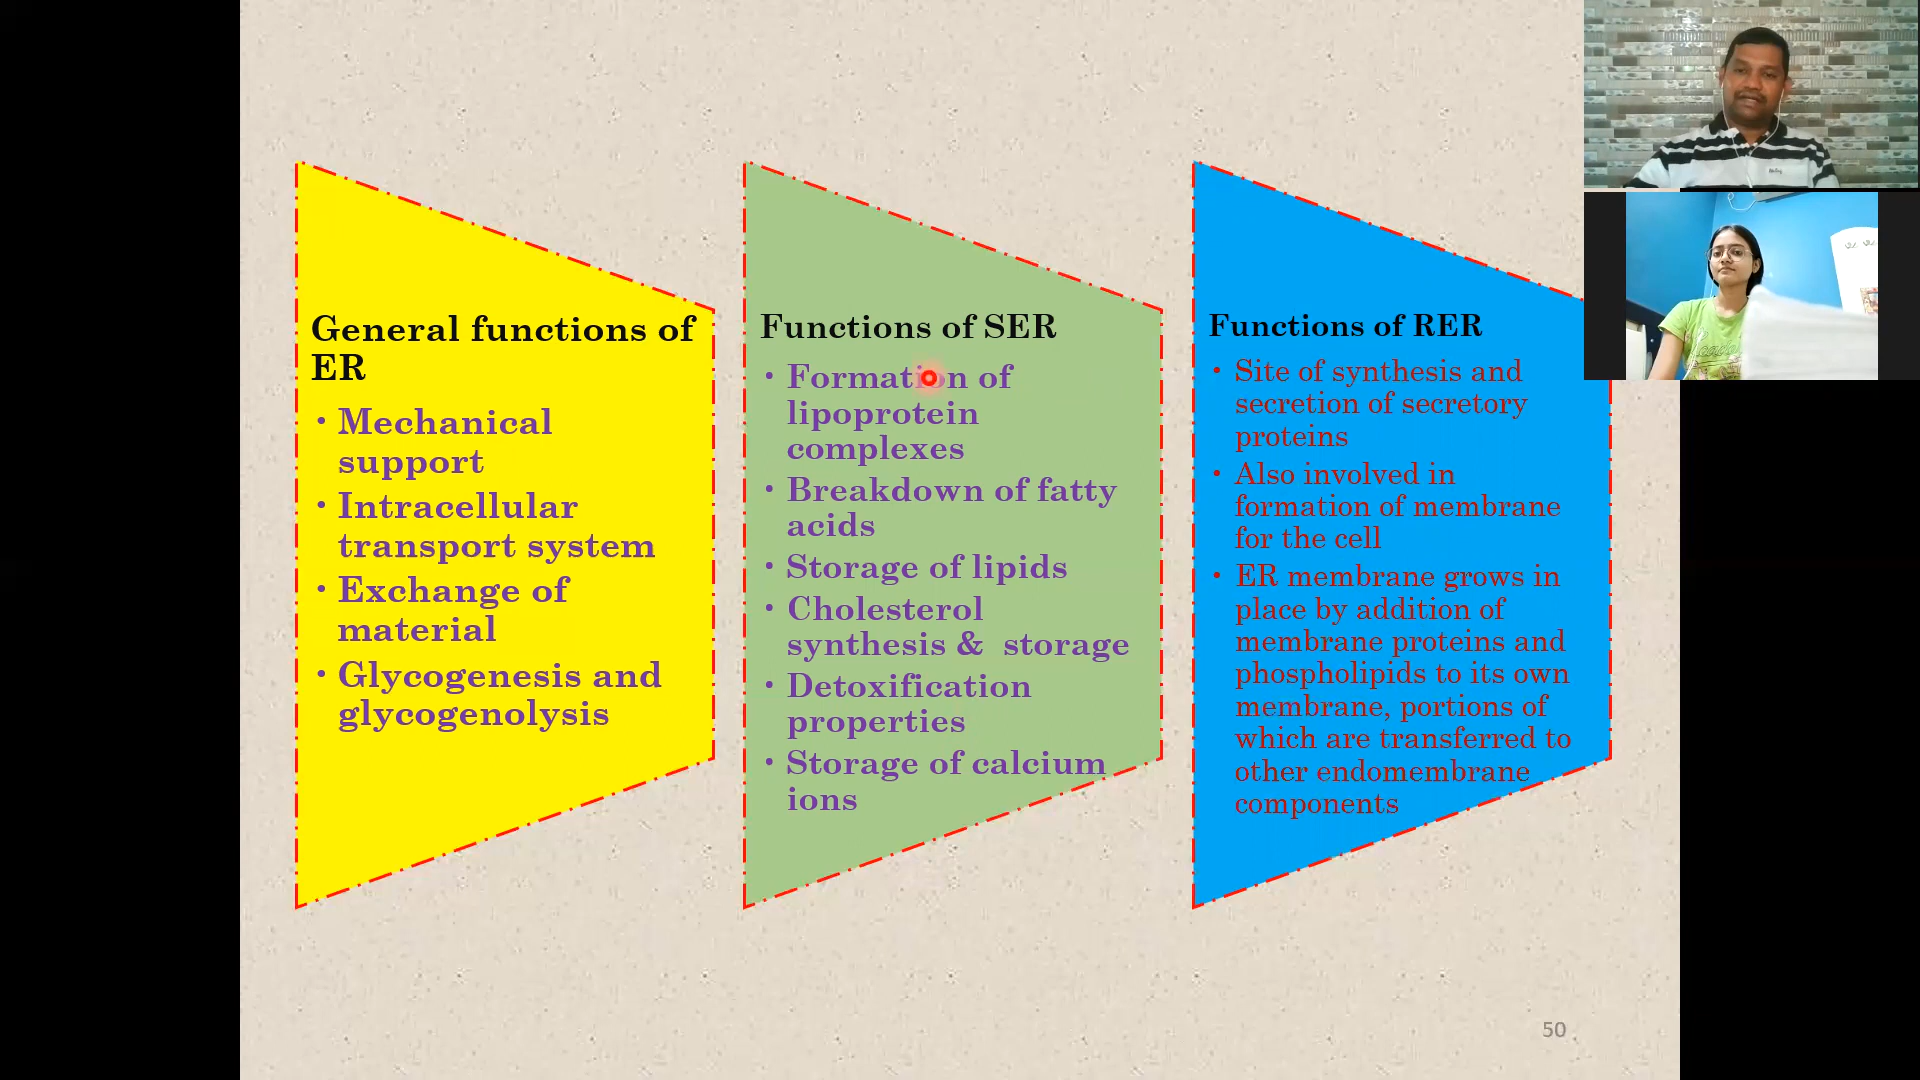 General functions of
ER
• Mechanical
support
• Intracellular
transport system
• Exchange of
material
• Glycogenesis and
glycogenolysis
Functions of SER
• Formation of
lipoprotein
complexes
• Breakdown of fatty
acids
• Storage of lipids
• Cholesterol
synthesis & storage
• Detoxification
properties
• Storage of calcium
ions
Functions of RER
• Site of synthesis and
secretion of secretory
proteins
• Also involved in
formation of membrane
for the cell
• ER membrane grows in
place by addition of
membrane proteins and
phospholipids to its own
membrane, portions of
which are transferred to
other endomembrane
components
50